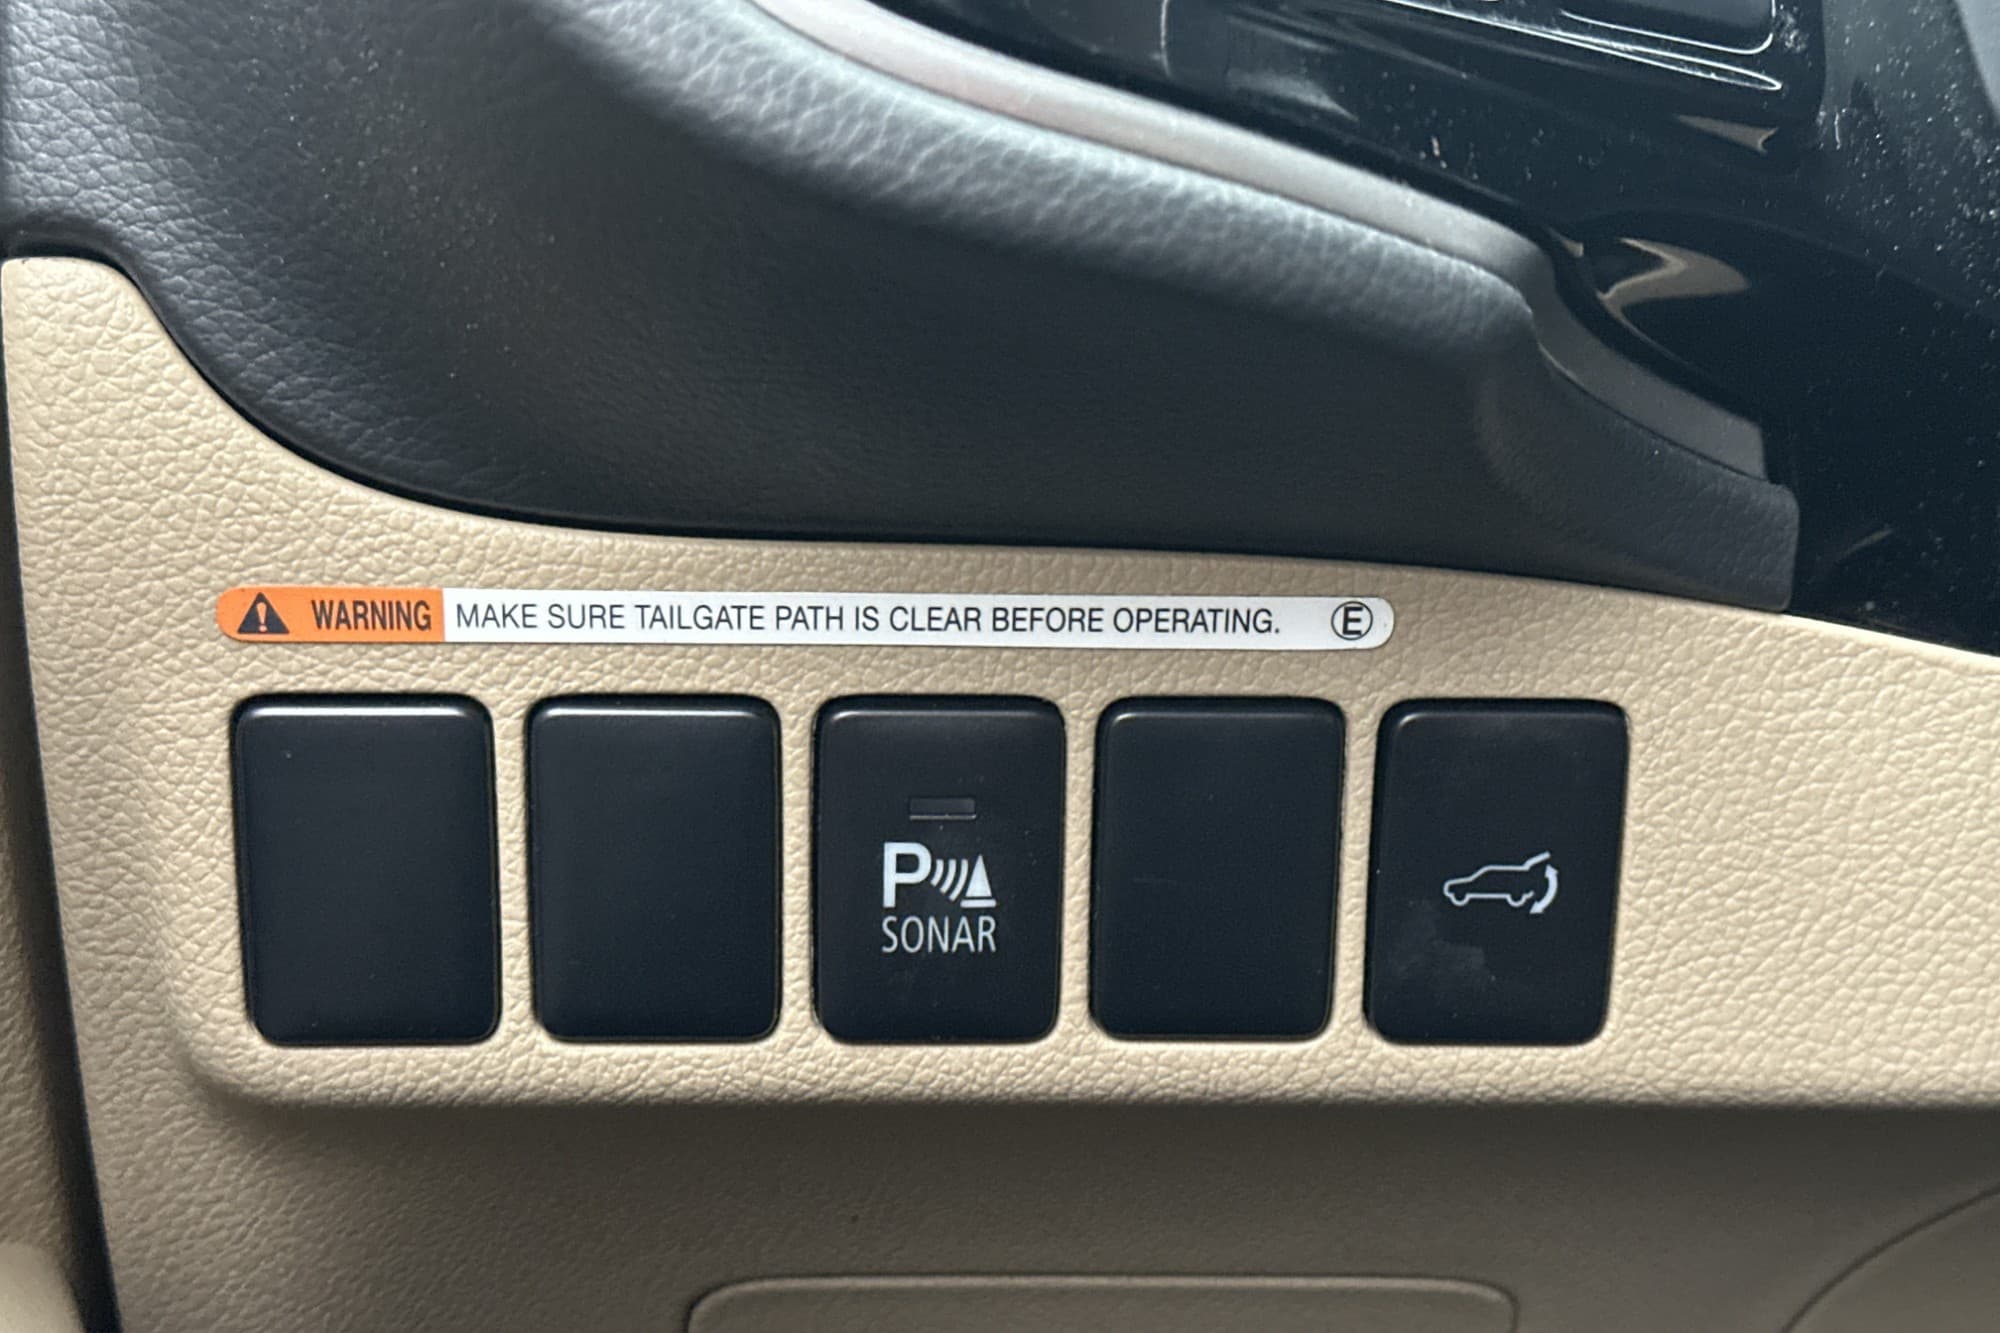 WARNING MAKE SURE TAILGATE PATH IS CLEAR BEFORE OPERATING. E
P
SONAR